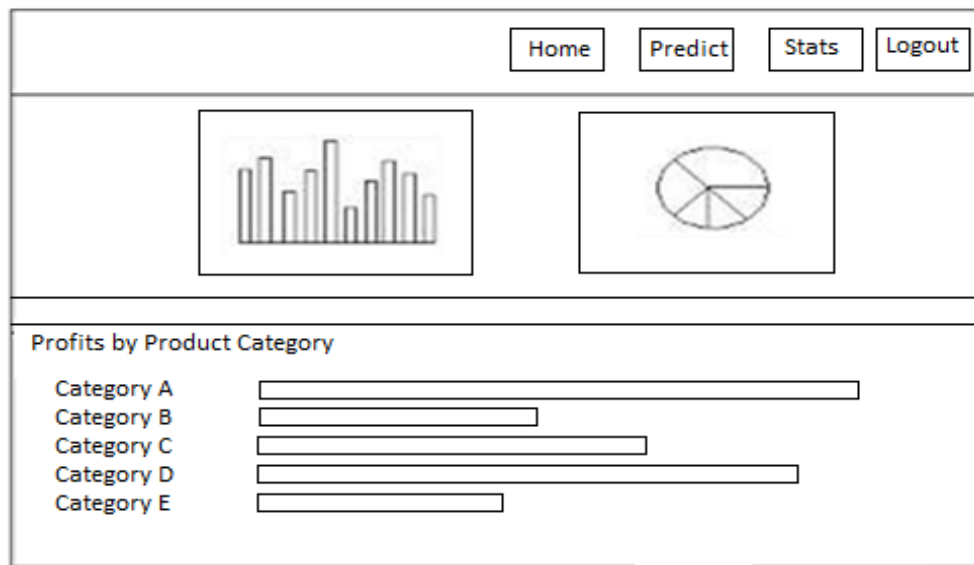 Home Predict Stats Logout
Profits by Product Category
Category A
Category B
Category C
Category D
Category E